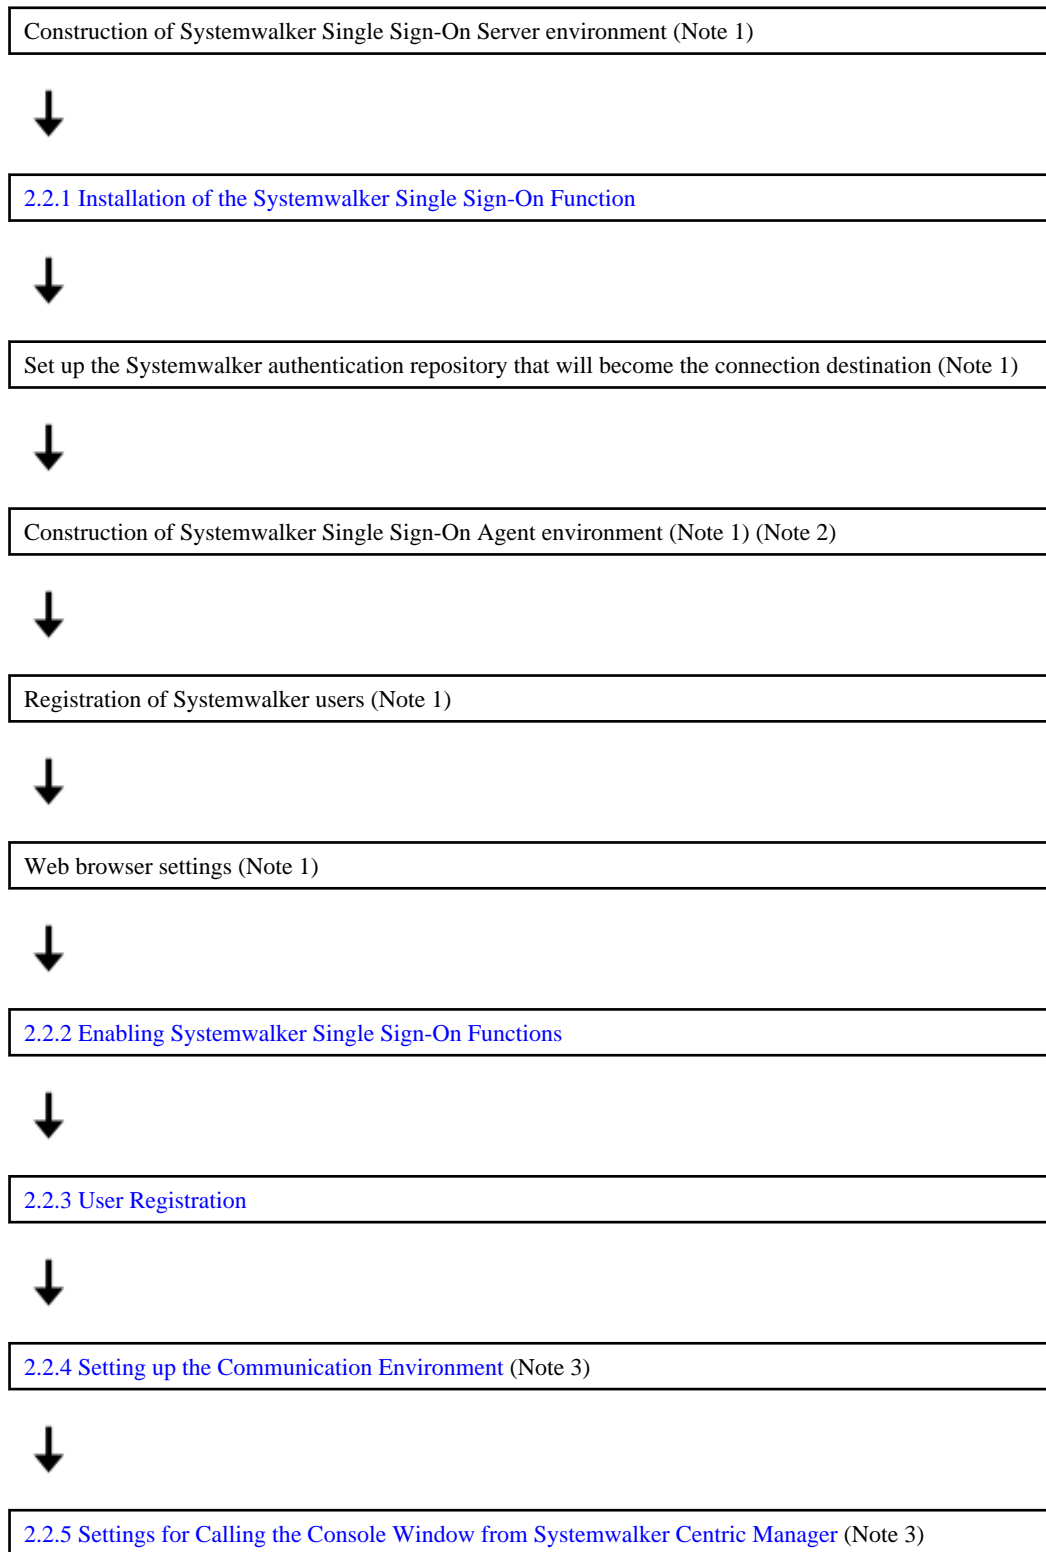 Construction of Systemwalker Single Sign-On Server environment (Note 1)
2.2.1 Installation of the Systemwalker Single Sign-On Function
Set up the Systemwalker authentication repository that will become the connection destination (Note 1)
Construction of Systemwalker Single Sign-On Agent environment (Note 1) (Note 2)
Registration of Systemwalker users (Note 1)
Web browser settings (Note 1)
2.2.2 Enabling Systemwalker Single Sign-On Functions
2.2.3 User Registration
2.2.4 Setting up the Communication Environment (Note 3)
2.2.5 Settings for Calling the Console Window from Systemwalker Centric Manager (Note 3)